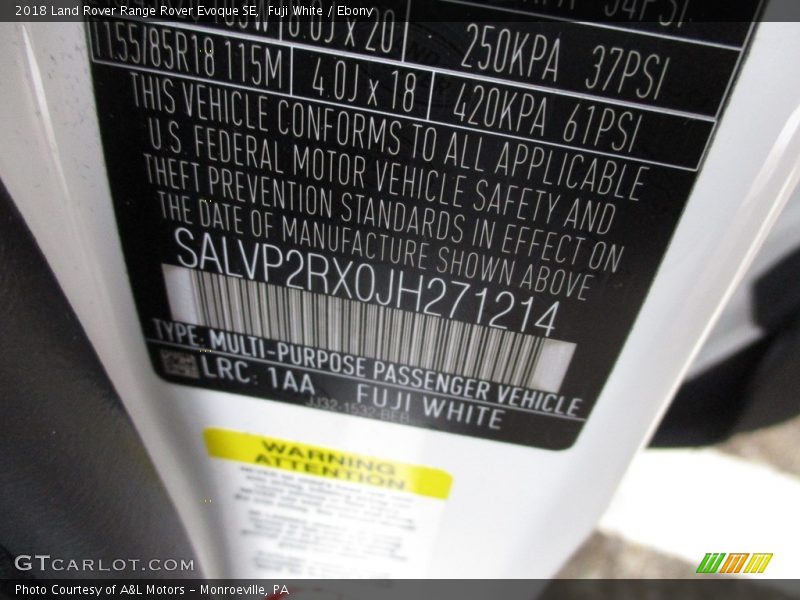 2018 Land Rover Range Rover Evoque SE, Fuji White / Ebony
34PSI
20 250KPA 37PSI
155/85R18 115M 4.0J x 18 420KPA 61PSI
THIS VEHICLE CONFORMS TO ALL APPLICABLE
U.S. FEDERAL MOTOR VEHICLE SAFETY AND
THEFT PREVENTION STANDARDS IN EFFECT ON
THE DATE OF MANUFACTURE SHOWN ABOVE
SALVP2RX0JH271214
TYPE: MULTI-PURPOSE PASSENGER VEHICLE
LRC: 1AA FUJI WHITE
WARNING
ATTENTION
GTCARLOT.COM
Photo Courtesy of A&L Motors - Monroeville, PA